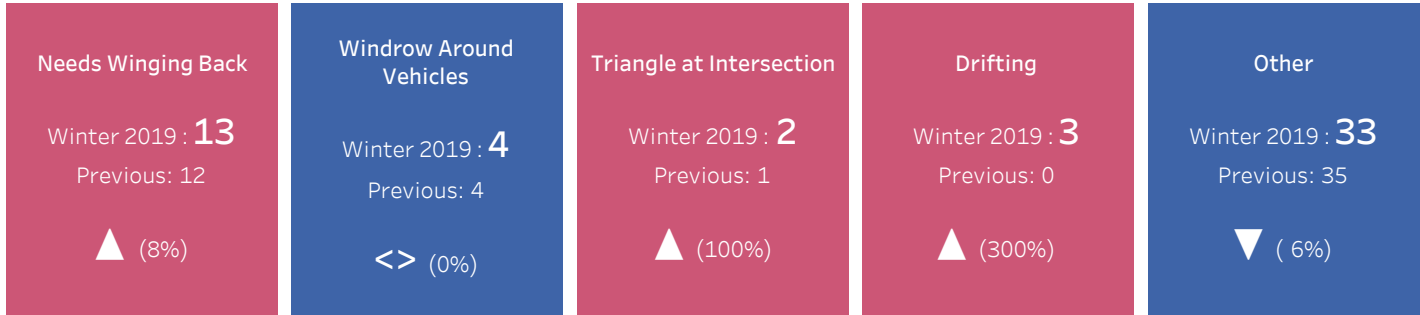 Needs Winging Back
Winter 2019 : 13
Previous: 12
▲ (8%)
Windrow Around
Vehicles
Winter 2019 : 4
Previous: 4
<> (0%)
Triangle at Intersection
Winter 2019 : 2
Previous: 1
▲ (100%)
Drifting
Winter 2019 : 3
Previous: 0
▲ (300%)
Other
Winter 2019 : 33
Previous: 35
▼ ( 6%)